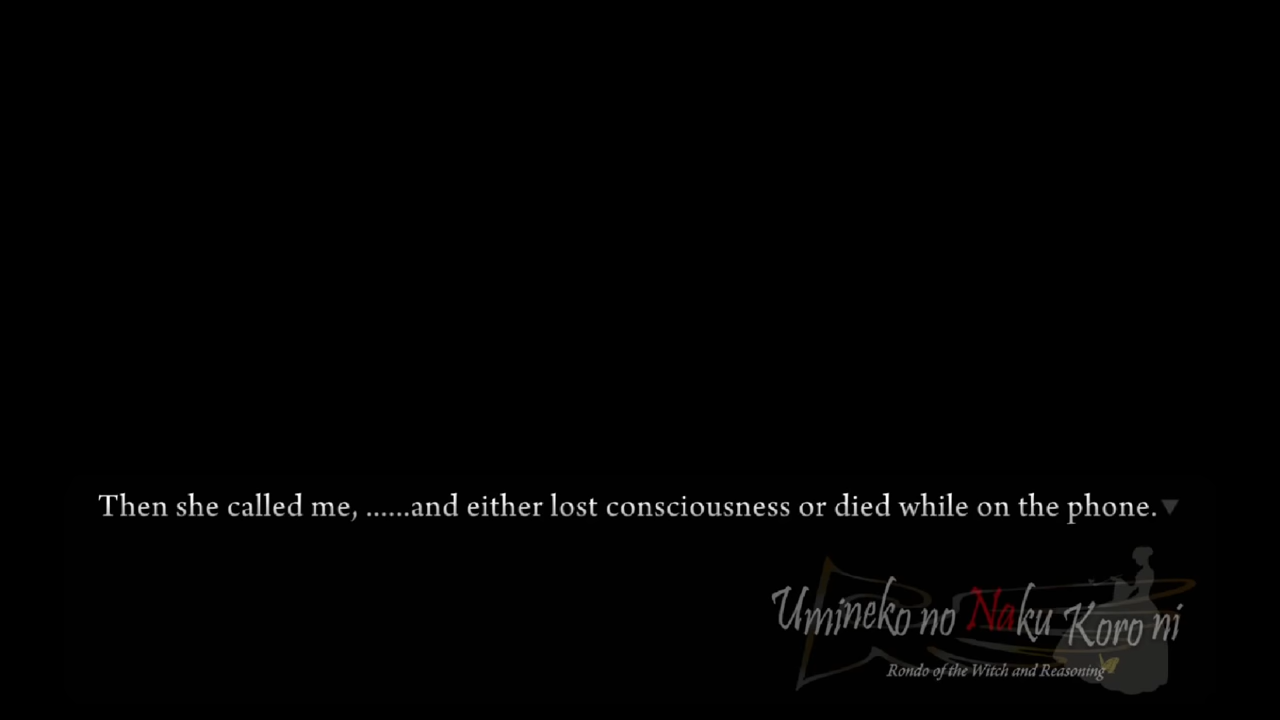 Then she called me, ......and either lost consciousness or died while on the phone.
Umineko no Naku Koro ni
Rondo of the Witch and Reasoning